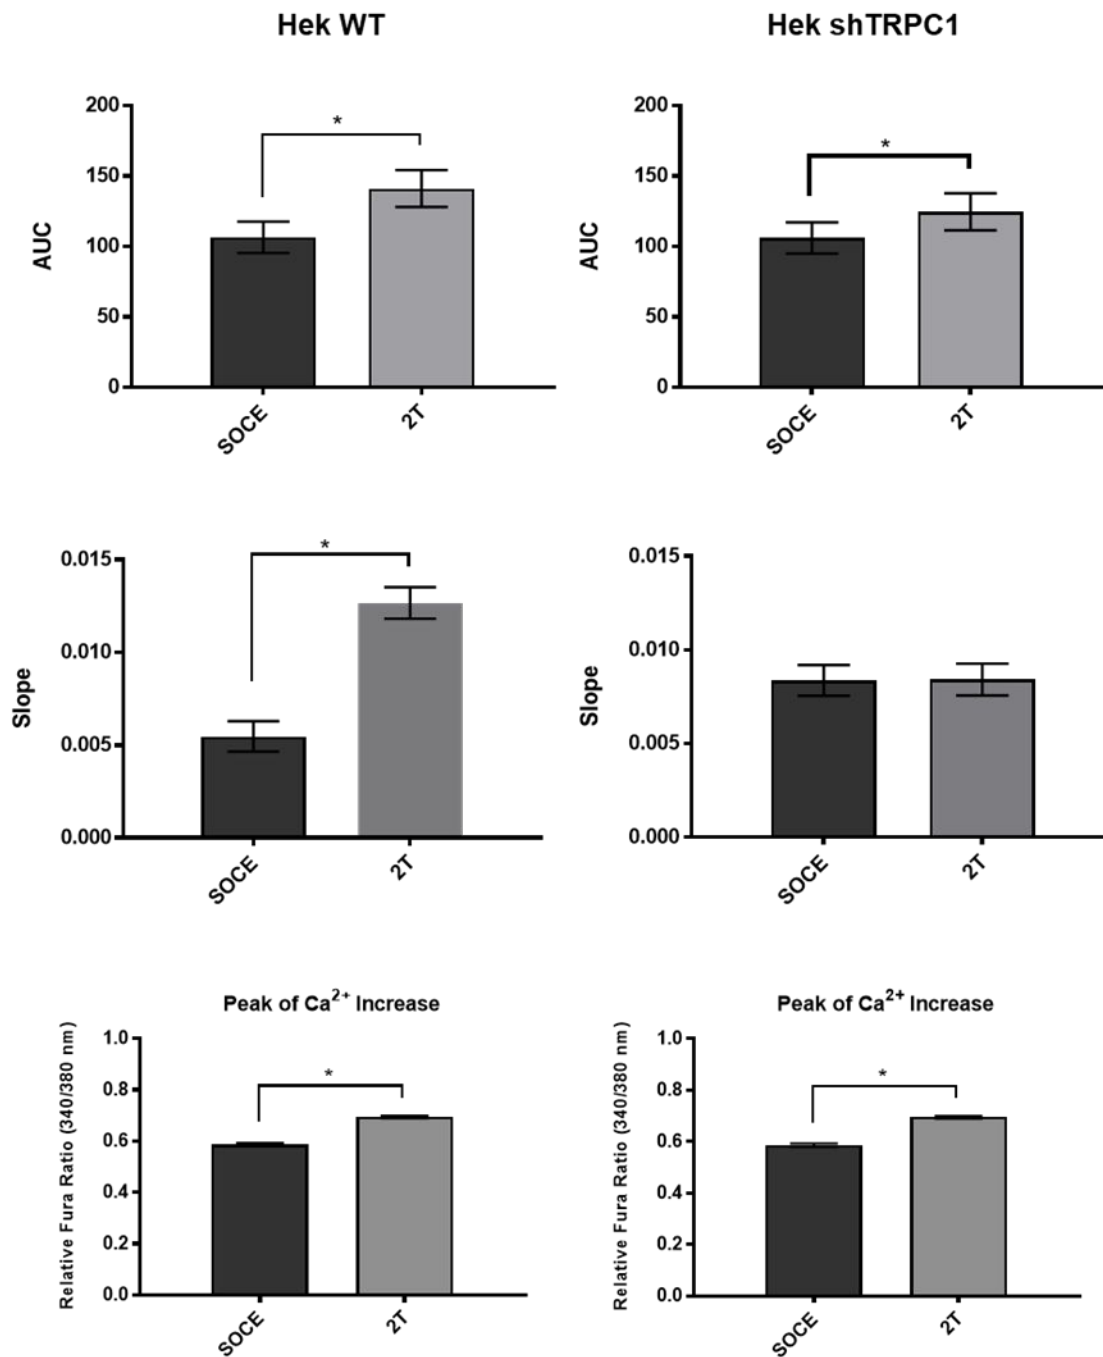 Hek WT
Hek shTRPC1
AUC
200
150
100
50
0
*
SOCE
2T
AUC
200
150
100
50
0
*
SOCE
2T
Slope
0.015
0.010
0.005
0.000
*
SOCE
2T
Slope
0.015
0.010
0.005
0.000
SOCE
2T
Peak of Ca²⁺ Increase
Relative Fura Ratio (340/380 nm)
1.0
0.8
0.6
0.4
0.2
0.0
*
SOCE
2T
Peak of Ca²⁺ Increase
Relative Fura Ratio (340/380 nm)
1.0
0.8
0.6
0.4
0.2
0.0
*
SOCE
2T